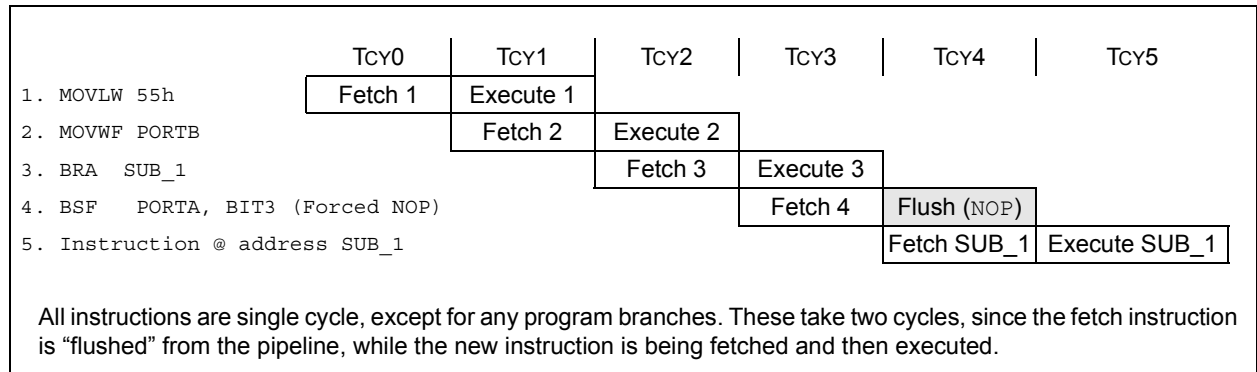 TCY0 TCY1 TCY2 TCY3 TCY4 TCY5
1. MOVLW 55h Fetch 1 Execute 1
2. MOVWF PORTB Fetch 2 Execute 2
3. BRA SUB_1 Fetch 3 Execute 3
4. BSF PORTA, BIT3 (Forced NOP) Fetch 4 Flush (NOP)
5. Instruction @ address SUB_1 Fetch SUB_1 Execute SUB_1
All instructions are single cycle, except for any program branches. These take two cycles, since the fetch instruction
is “flushed” from the pipeline, while the new instruction is being fetched and then executed.